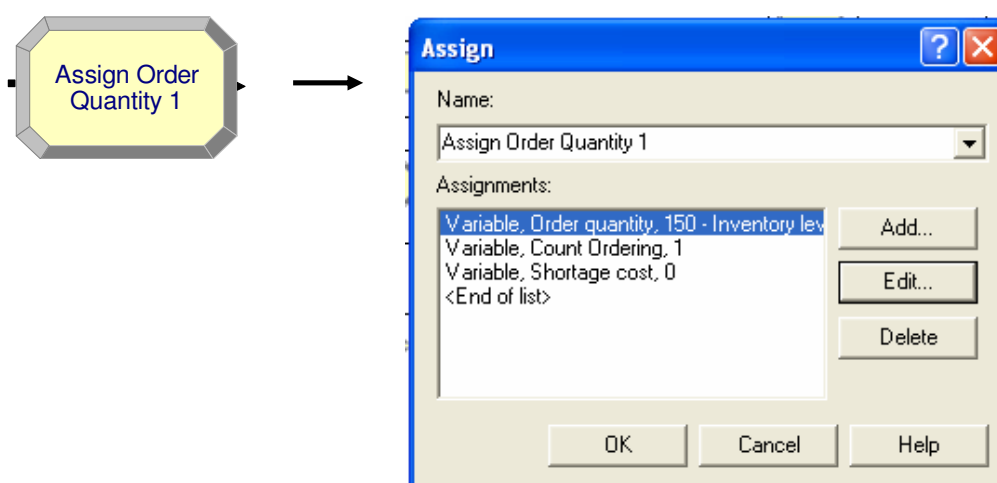 Assign Order
Quantity 1
Assign
Name:
Assign Order Quantity 1
Assignments:
Variable, Order quantity, 150 - Inventory lev
Variable, Count Ordering, 1
Variable, Shortage cost, 0
<End of list>
Add...
Edit...
Delete
OK Cancel Help